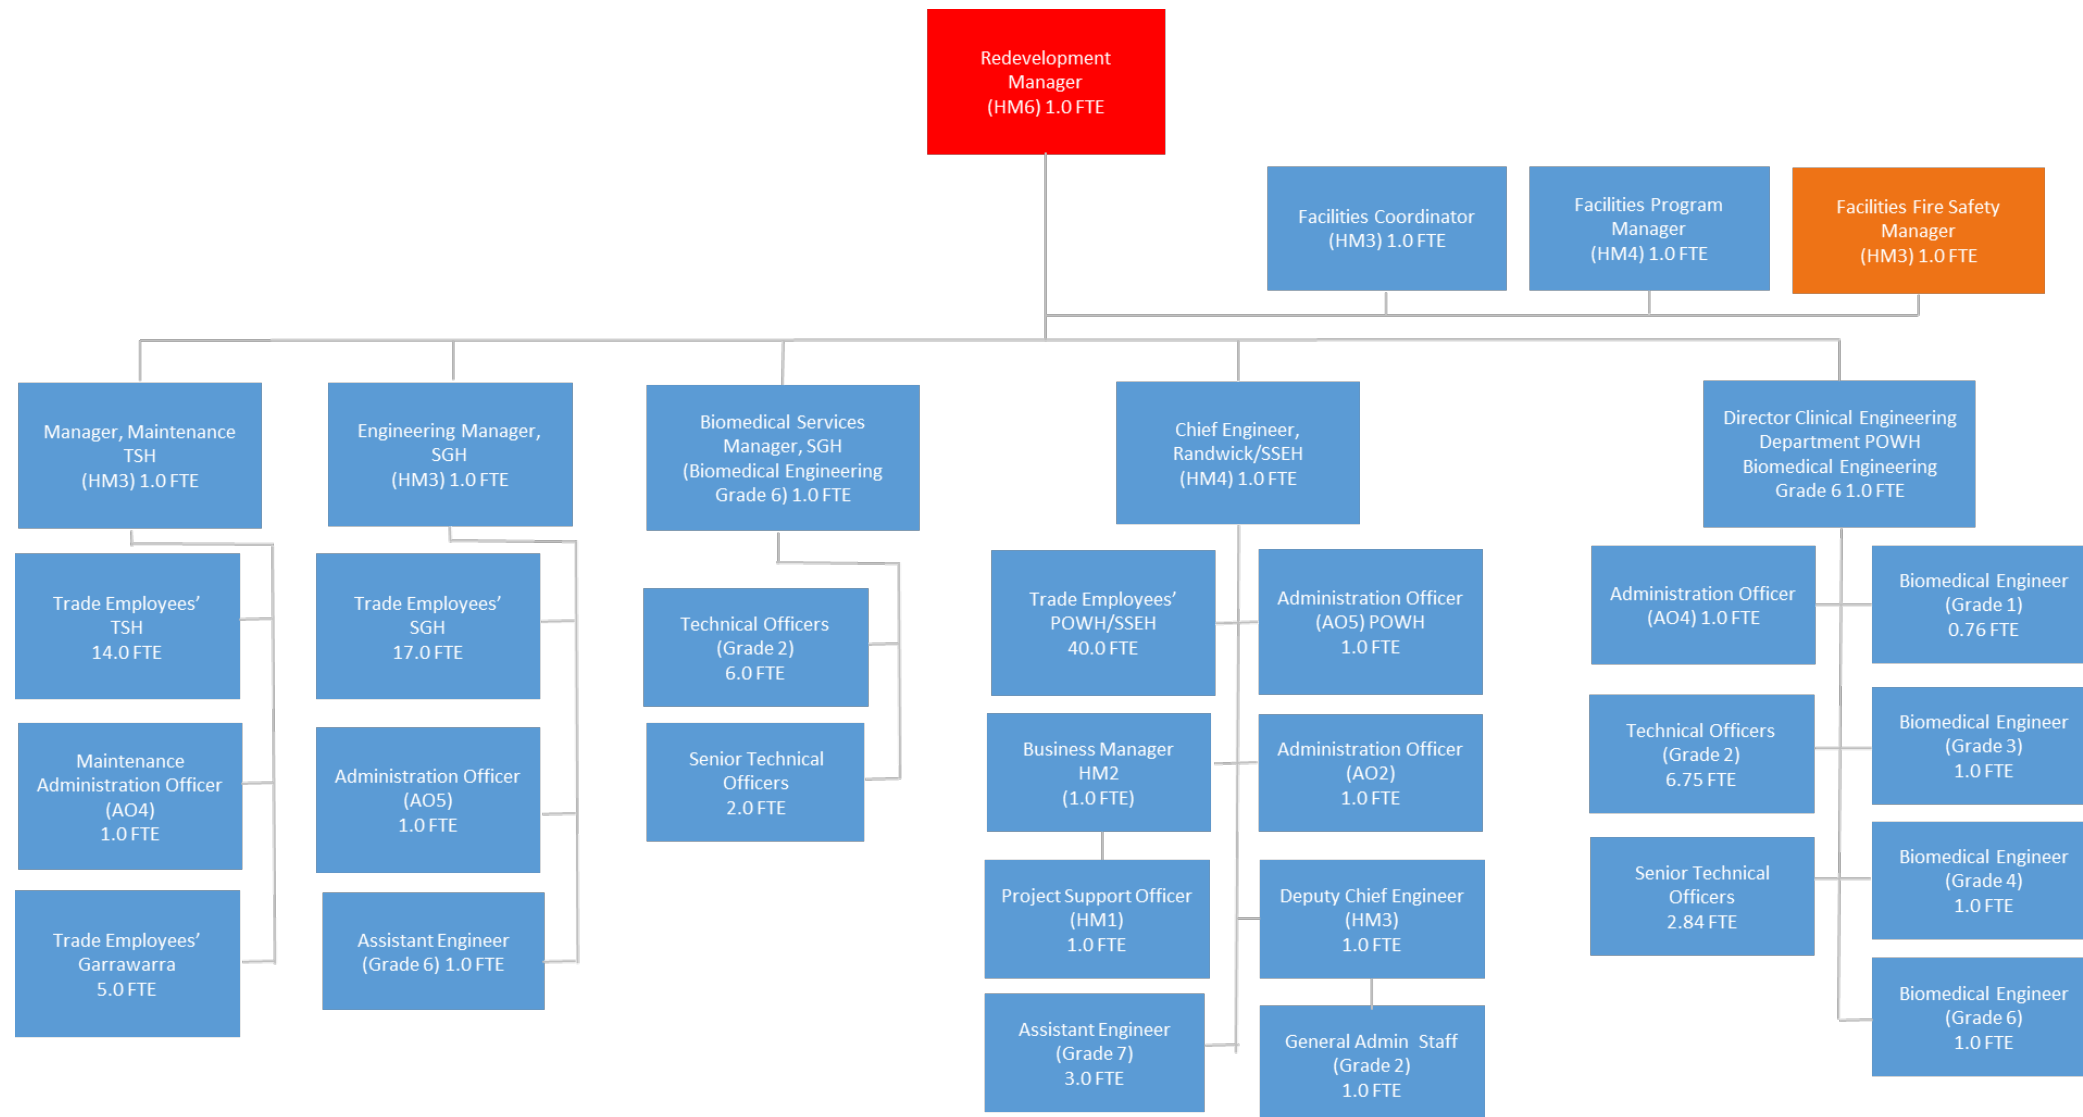 Redevelopment
Manager
(HM6) 1.0 FTE
Facilities Coordinator
(HM3) 1.0 FTE
Facilities Program
Manager
(HM4) 1.0 FTE
Facilities Fire Safety
Manager
(HM3) 1.0 FTE
Manager, Maintenance
TSH
(HM3) 1.0 FTE
Engineering Manager,
SGH
(HM3) 1.0 FTE
Biomedical Services
Manager, SGH
(Biomedical Engineering
Grade 6) 1.0 FTE
Chief Engineer,
Randwick/SSEH
(HM4) 1.0 FTE
Director Clinical Engineering
Department POWH
Biomedical Engineering
Grade 6 1.0 FTE
Trade Employees’
TSH
14.0 FTE
Maintenance
Administration Officer
(AO4)
1.0 FTE
Trade Employees’
Garrawarra
5.0 FTE
Trade Employees’
SGH
17.0 FTE
Administration Officer
(AO5)
1.0 FTE
Assistant Engineer
(Grade 6) 1.0 FTE
Technical Officers
(Grade 2)
6.0 FTE
Senior Technical
Officers
2.0 FTE
Trade Employees’
POWH/SSEH
40.0 FTE
Administration Officer
(AO5) POWH
1.0 FTE
Business Manager
HM2
(1.0 FTE)
Administration Officer
(AO2)
1.0 FTE
Project Support Officer
(HM1)
1.0 FTE
Deputy Chief Engineer
(HM3)
1.0 FTE
Assistant Engineer
(Grade 7)
3.0 FTE
General Admin Staff
(Grade 2)
1.0 FTE
Administration Officer
(AO4) 1.0 FTE
Biomedical Engineer
(Grade 1)
0.76 FTE
Technical Officers
(Grade 2)
6.75 FTE
Biomedical Engineer
(Grade 3)
1.0 FTE
Senior Technical
Officers
2.84 FTE
Biomedical Engineer
(Grade 4)
1.0 FTE
Biomedical Engineer
(Grade 6)
1.0 FTE